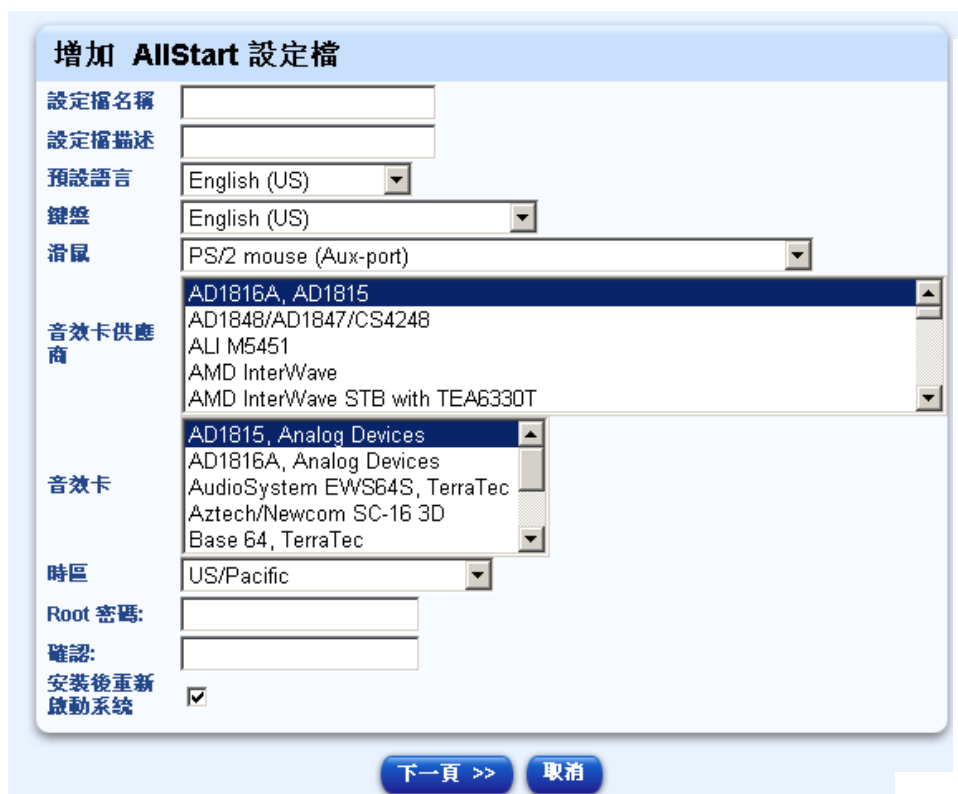 增加 AllStart 設定檔
設定檔名稱
設定檔描述
預設語言 English (US)
鍵盤 English (US)
滑鼠 PS/2 mouse (Aux-port)
音效卡供應
商
AD1816A, AD1815
AD1848/AD1847/CS4248
ALI M5451
AMD InterWave
AMD InterWave STB with TEA6330T
音效卡
AD1815, Analog Devices
AD1816A, Analog Devices
AudioSystem EWS64S, TerraTec
Aztech/Newcom SC-16 3D
Base 64, TerraTec
時區 US/Pacific
Root 密碼:
確認:
安裝後重新
啟動系統
下一頁 >> 取消